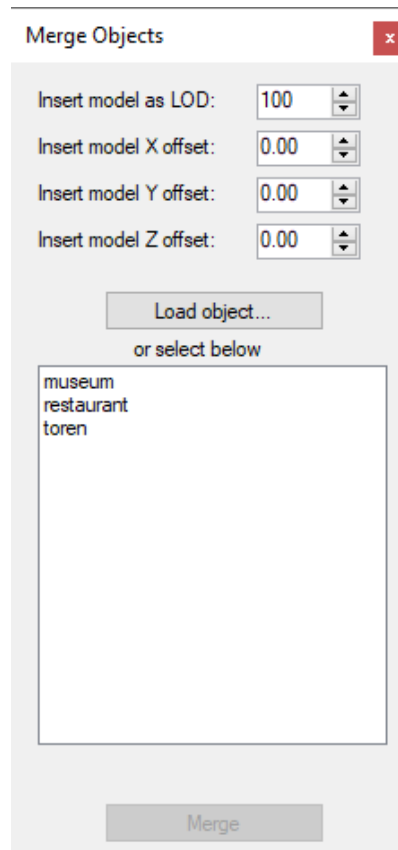 Merge Objects x
Insert model as LOD: 100
Insert model X offset: 0.00
Insert model Y offset: 0.00
Insert model Z offset: 0.00
Load object...
or select below
museum
restaurant
toren
Merge